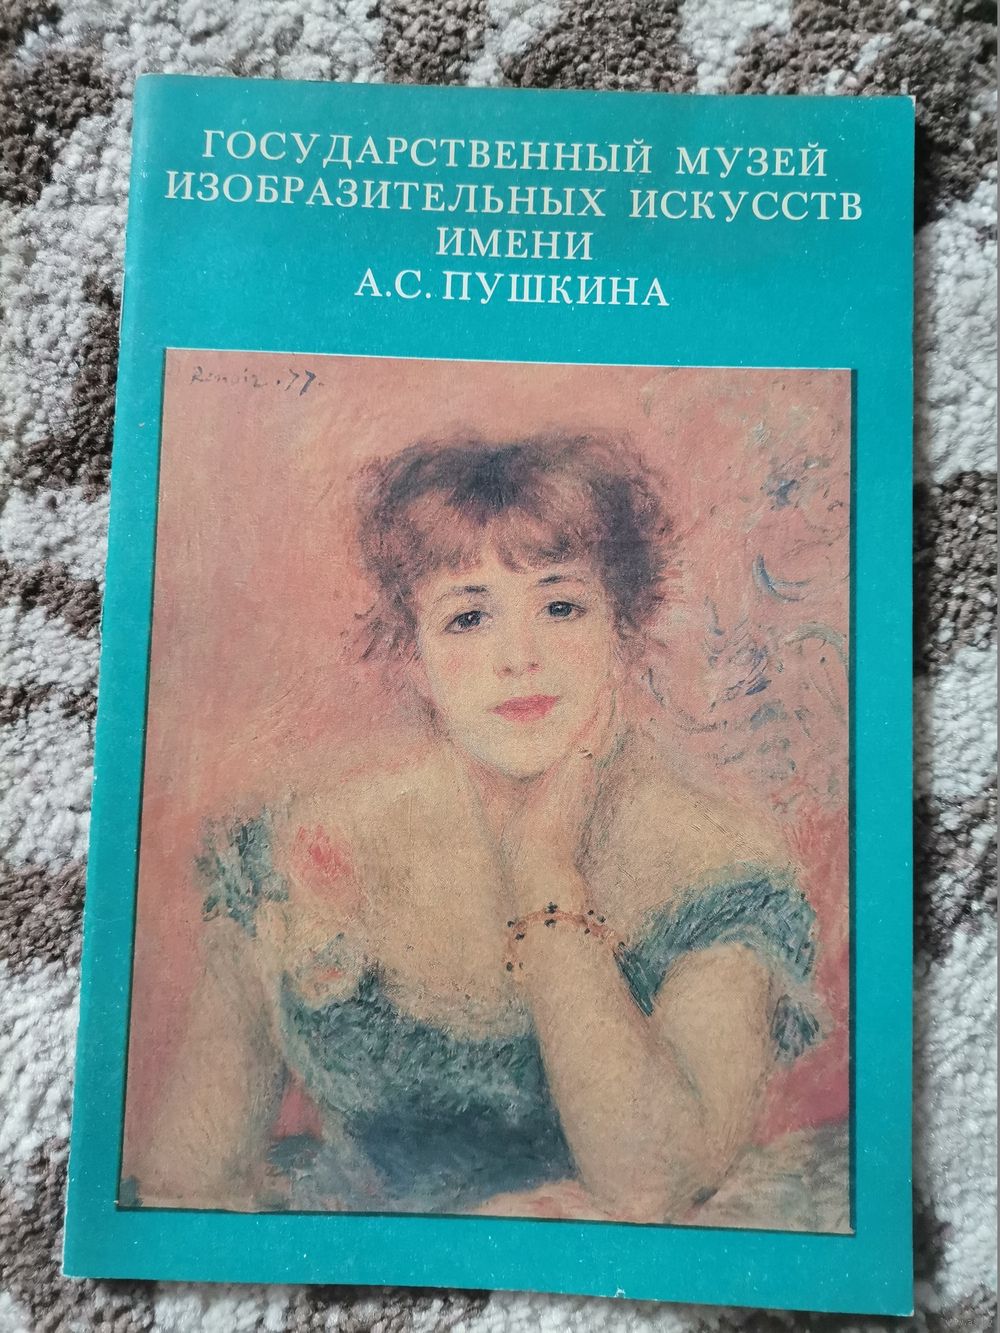 ГОСУДАРСТВЕННЫЙ МУЗЕЙ
ИЗОБРАЗИТЕЛЬНЫХ ИСКУССТВ
ИМЕНИ
А.С. ПУШКИНА
Renoir. 77.